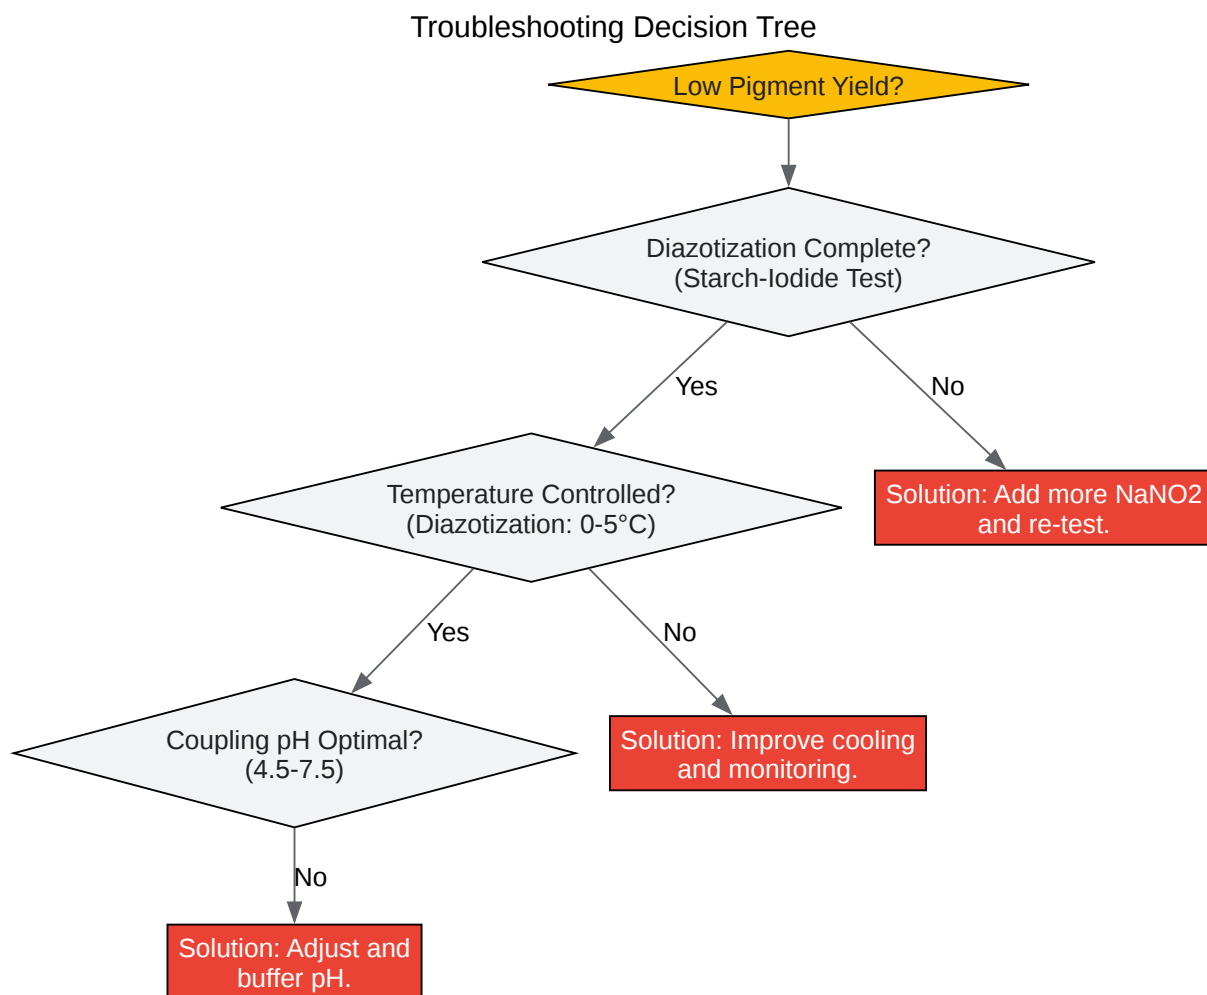 Troubleshooting Decision Tree
Low Pigment Yield?
Diazotization Complete?
(Starch-Iodide Test)
Yes
No
Temperature Controlled?
(Diazotization: 0-5°C)
Solution: Add more NaNO2
and re-test.
Yes
No
Coupling pH Optimal?
(4.5-7.5)
Solution: Improve cooling
and monitoring.
No
Solution: Adjust and
buffer pH.